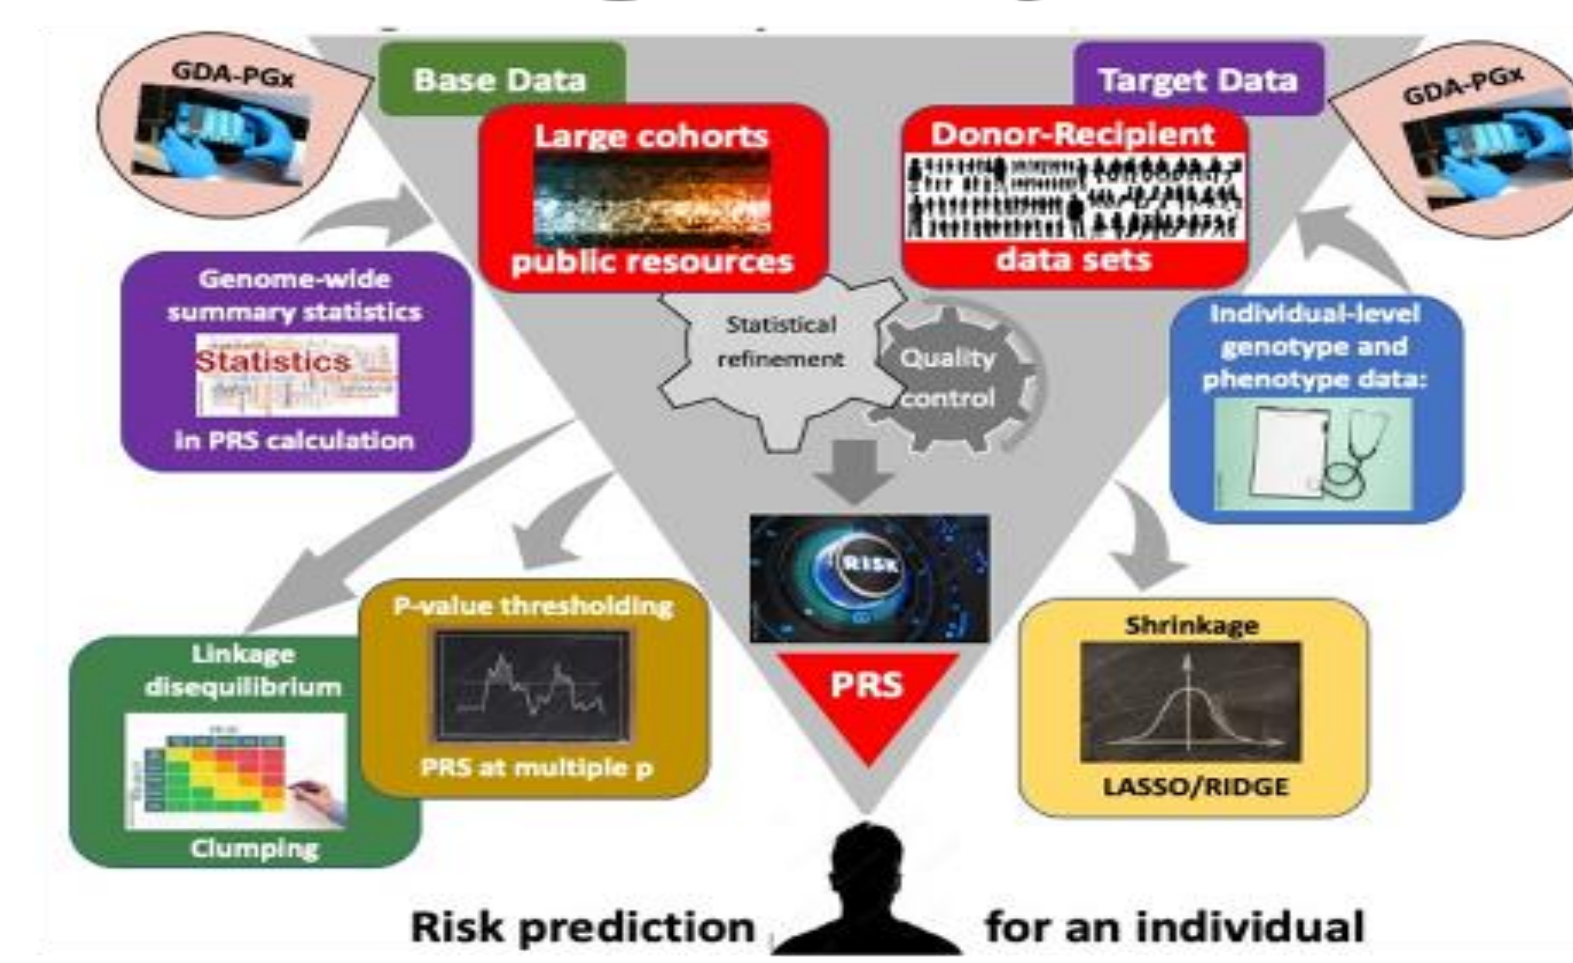 GDA-PGx
Base Data
Target Data
GDA-PGx
Large cohorts
public resources
Donor-Recipient
data sets
Genome-wide
summary statistics
Statistics
in PRS calculation
Statistical
refinement
Quality
control
Individual-level
genotype and
phenotype data:
RISK
P-value thresholding
PRS at multiple p
Linkage
disequilibrium
Clumping
PRS
Shrinkage
LASSO/RIDGE
Risk prediction for an individual